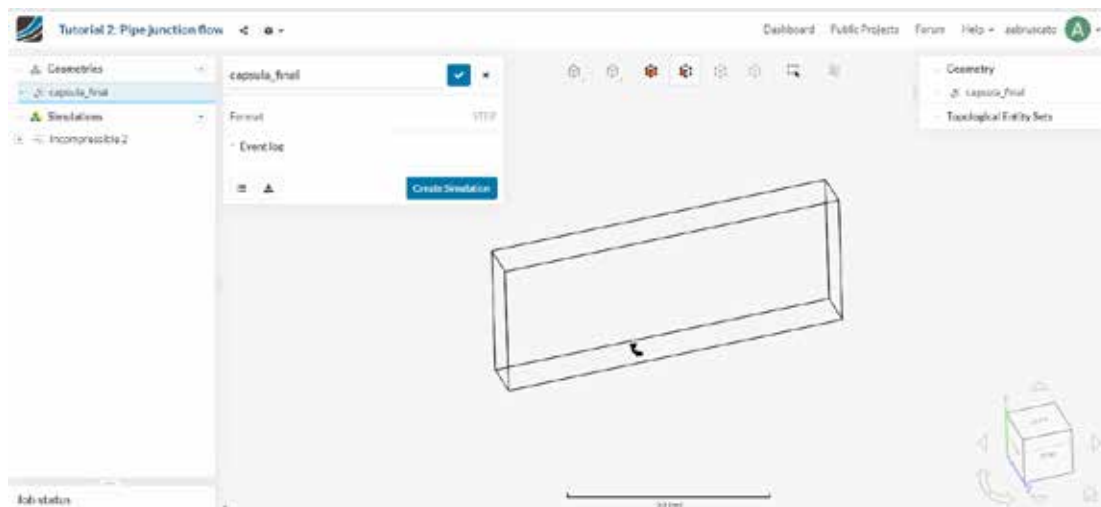 Tutorial 2: Pipe junction flow
Dashboard Public Projects Forum Help aabruscato A
Geometries
capsula_final
Simulations
Incompressible 2
capsula_final
Format STEP
Event log
Create Simulation
Geometry
capsula_final
Topological Entity Sets
Job status